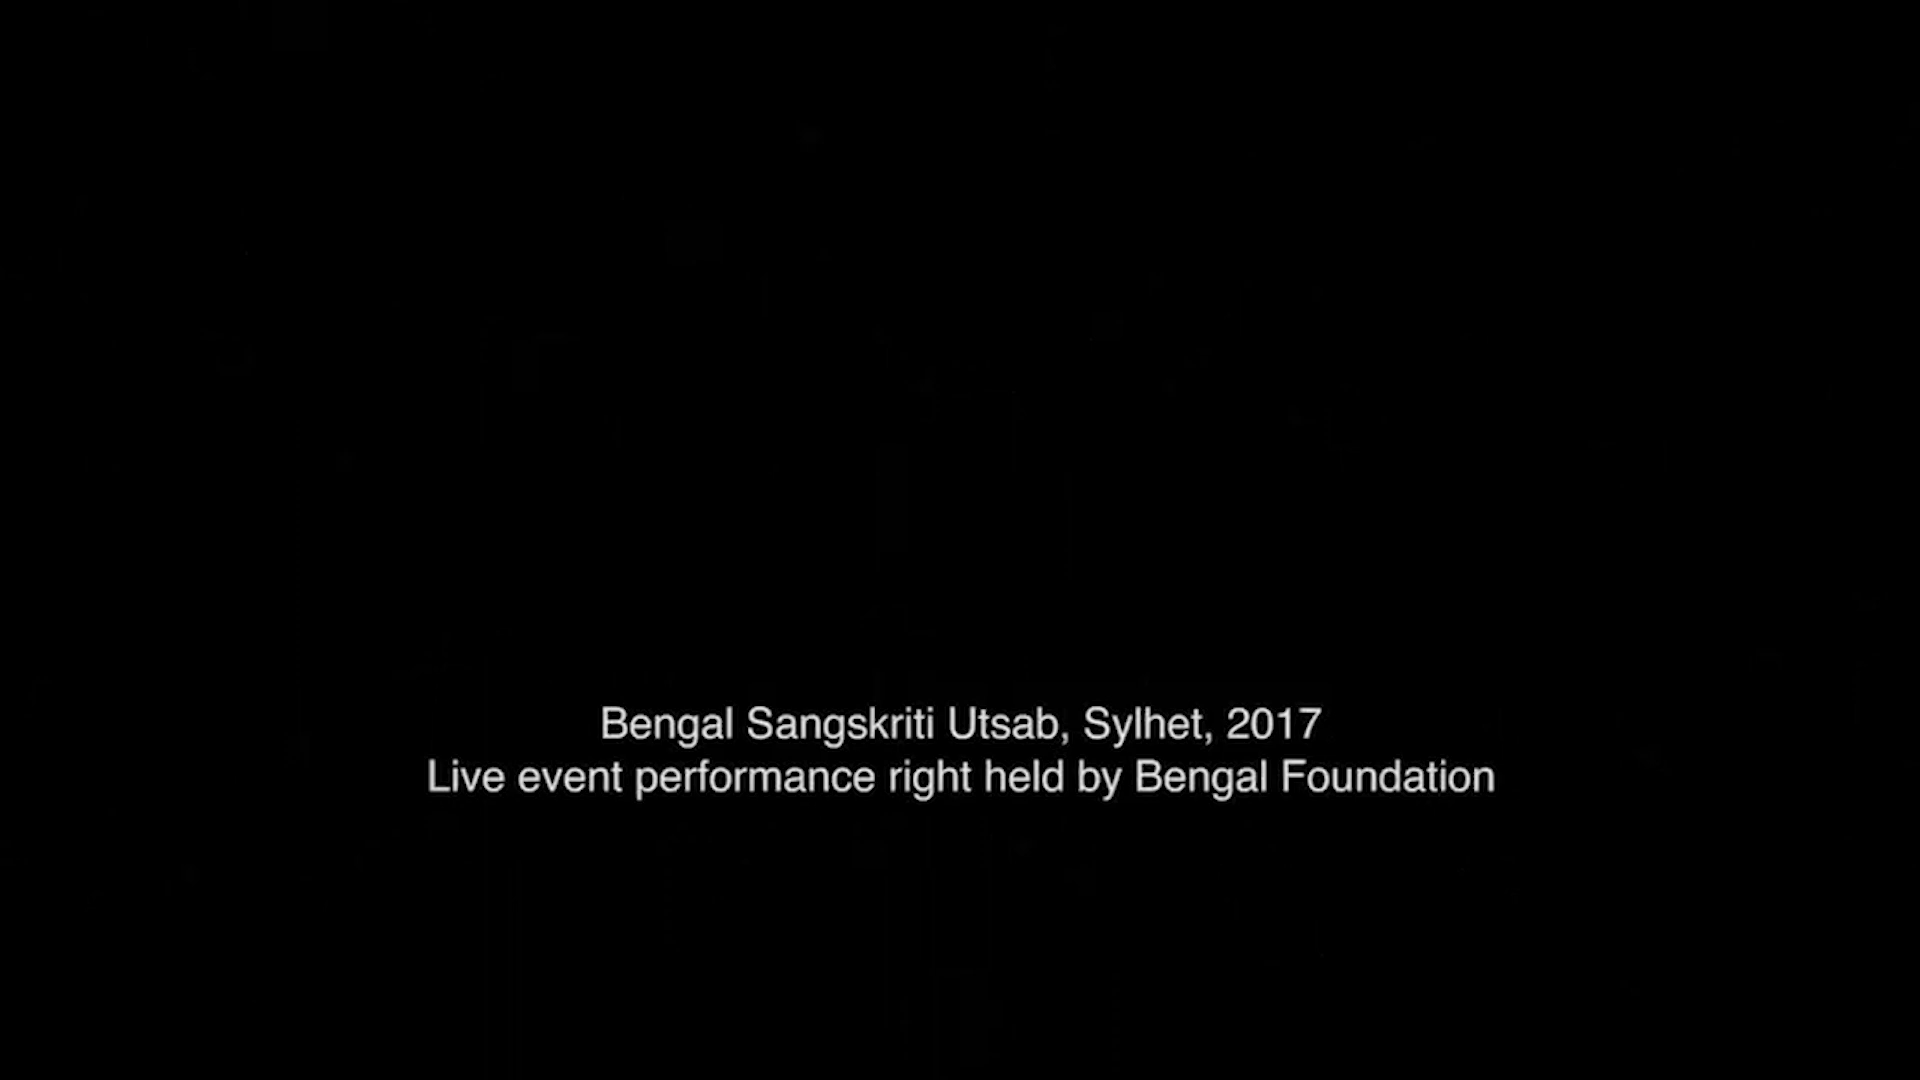 Bengal Sangskriti Utsab, Sylhet, 2017
Live event performance right held by Bengal Foundation